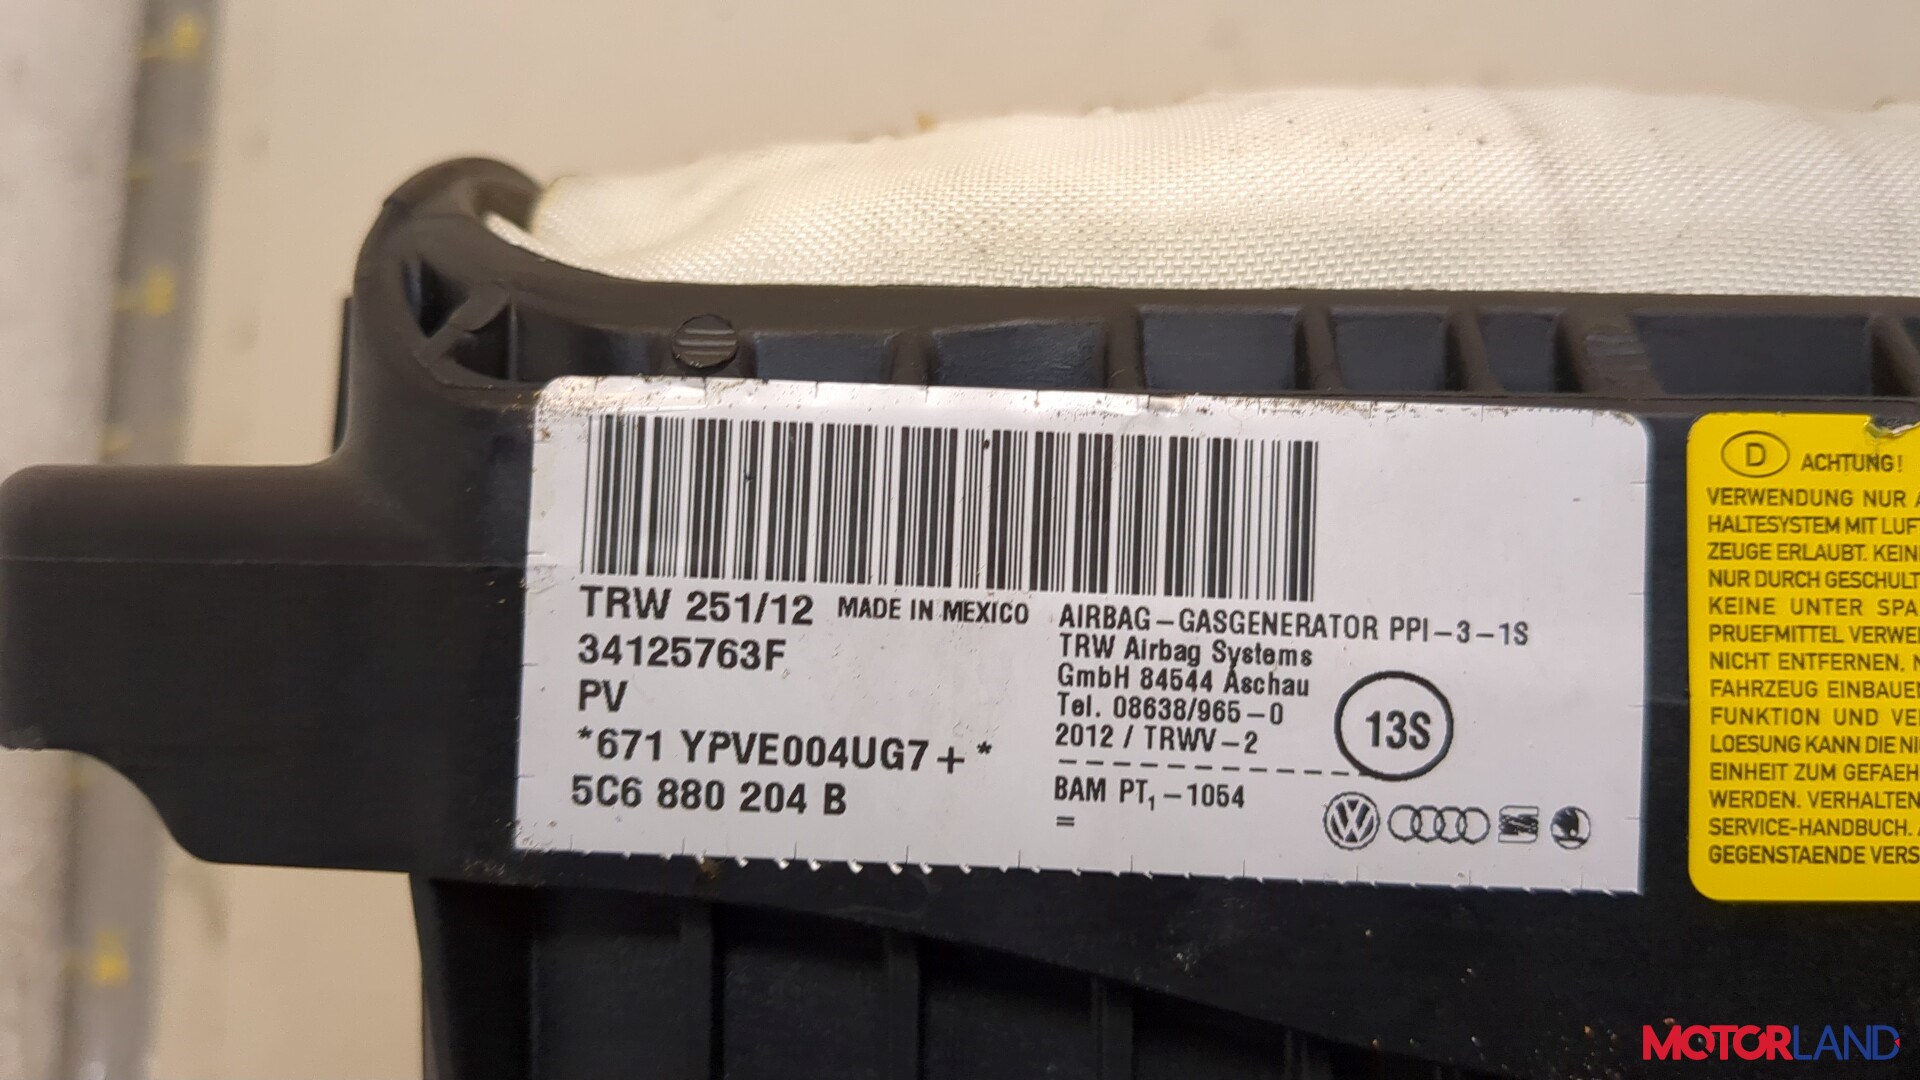 TRW 251/12 MADE IN MEXICO
34125763F
PV
*671 YPVE004UG7+*
5C6 880 204 B
AIRBAG-GASGENERATOR PPI-3-1S
TRW Airbag Systems
GmbH 84544 Aschau
Tel. 08638/965-0
2012 / TRWV-2
BAM PT₁-1054
=
13S
D ACHTUNG!
VERWENDUNG NUR
HALTESYSTEM MIT
ZEUGE ERLAUBT.
NUR DURCH
KEINE UNTER
PRUEFMITTEL
NICHT ENTFERNEN.
FAHRZEUG
FUNKTION UND
LOESUNG KANN DIE
EINHEIT ZUM
WERDEN. VERHALTEN
SERVICE-HANDBUCH.
GEGENSTAENDE
MOTORLAND